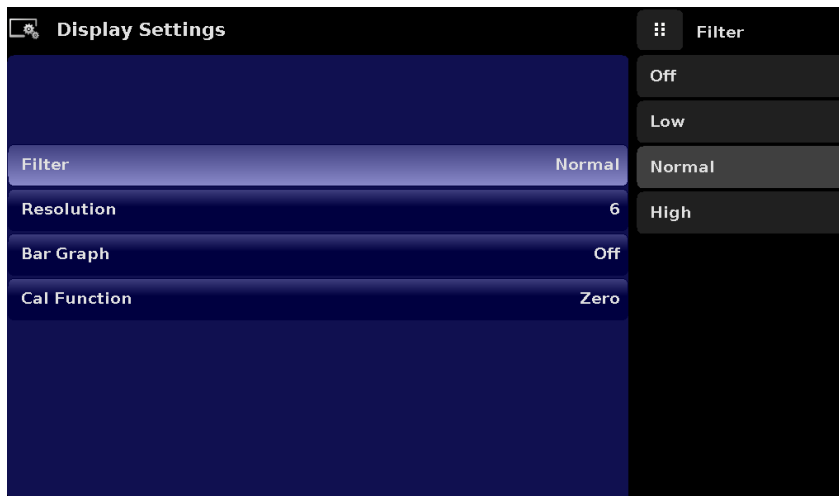 Display Settings
Filter Normal
Resolution 6
Bar Graph Off
Cal Function Zero
Filter
Off
Low
Normal
High